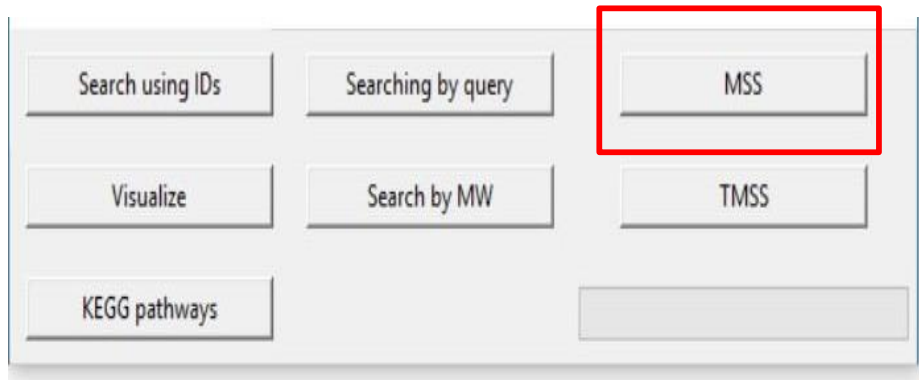 Search using IDs
Searching by query
MSS
Visualize
Search by MW
TMSS
KEGG pathways